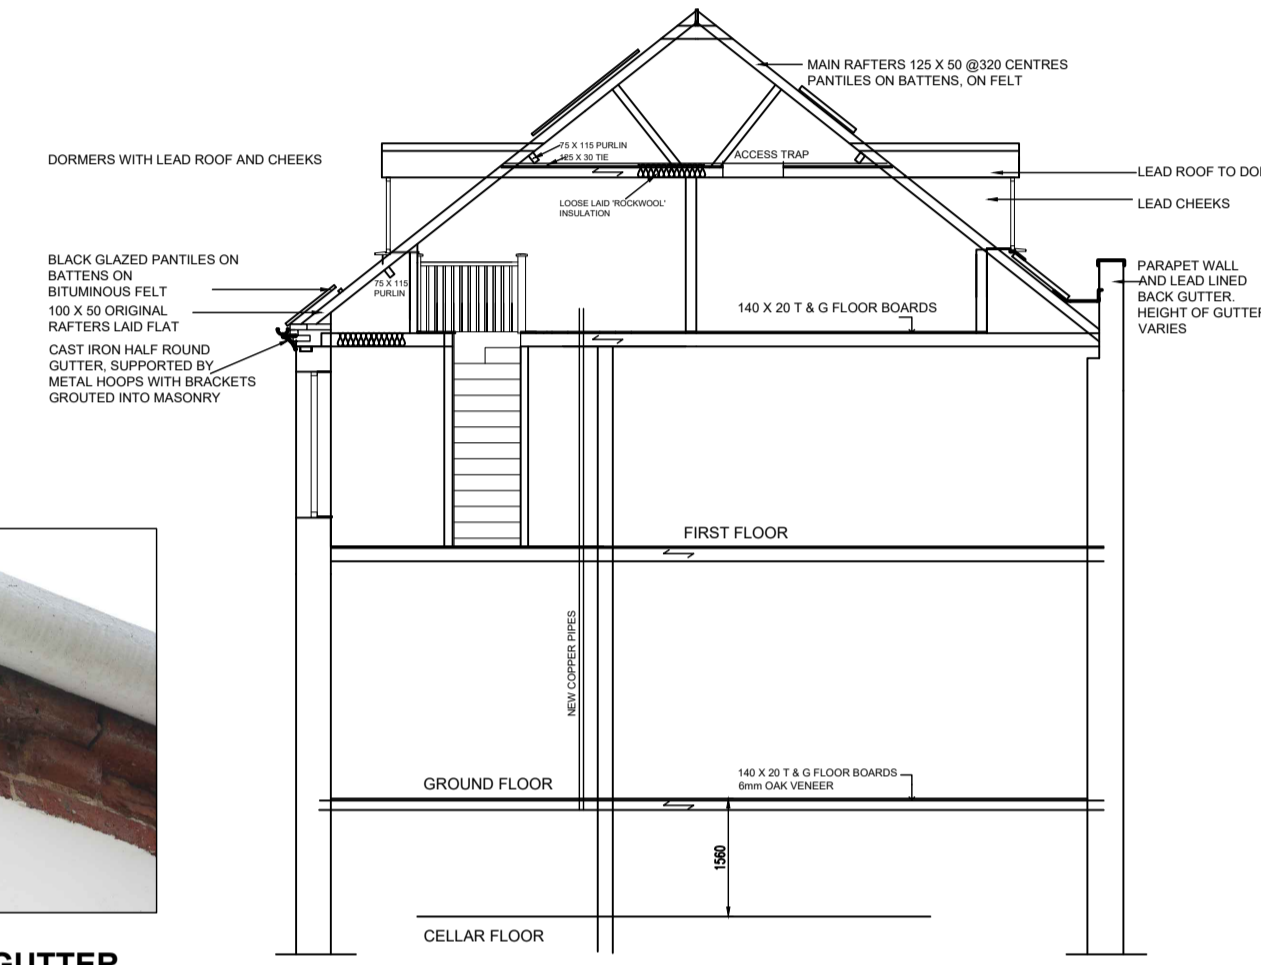 MAIN RAFTERS 125 X 50 @320 CENTRES
PANTILES ON BATTENS, ON FELT
DORMERS WITH LEAD ROOF AND CHEEKS
75 X 115 PURLIN
125 X 30 TIE
ACCESS TRAP
LOOSE LAID 'ROCKWOOL'
INSULATION
LEAD ROOF TO DO
LEAD CHEEKS
BLACK GLAZED PANTILES ON
BATTENS ON
BITUMINOUS FELT
100 X 50 ORIGINAL
RAFTERS LAID FLAT
CAST IRON HALF ROUND
GUTTER, SUPPORTED BY
METAL HOOPS WITH BRACKETS
GROUTED INTO MASONRY
75 X 115
PURLIN
140 X 20 T & G FLOOR BOARDS
PARAPET WALL
AND LEAD LINED
BACK GUTTER.
HEIGHT OF GUTTER
VARIES
FIRST FLOOR
NEW COPPER PIPES
GROUND FLOOR
140 X 20 T & G FLOOR BOARDS
6mm OAK VENEER
1560
CELLAR FLOOR
GUTTER